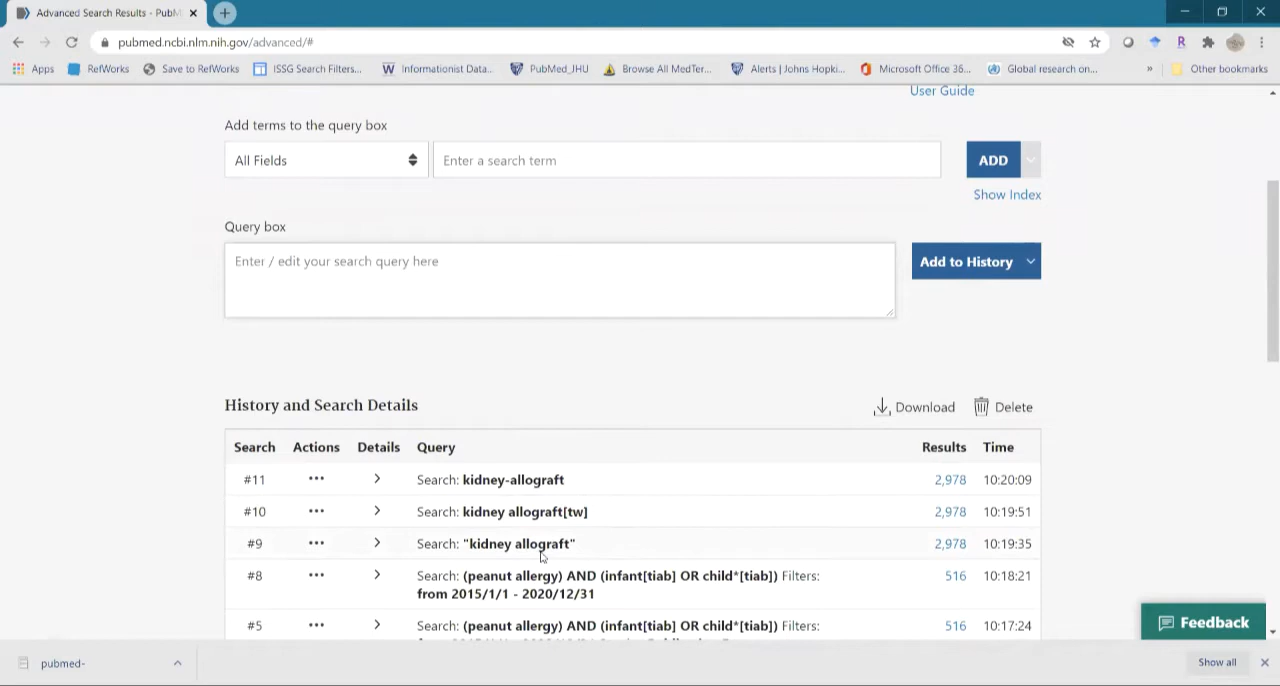 Advanced Search Results - PubM
pubmed.ncbi.nlm.nih.gov/advanced/#
Apps RefWorks Save to RefWorks ISSG Search Filters... Informationist Data... PubMed_JHU Browse All MedTer... Alerts | Johns Hopki... Microsoft Office 36... Global research on... » Other bookmarks
User Guide
Add terms to the query box
All Fields Enter a search term ADD
Show Index
Query box
Enter / edit your search query here Add to History
History and Search Details Download Delete
Search Actions Details Query Results Time
#11 ••• Search: kidney-allograft 2,978 10:20:09
#10 ••• Search: kidney allograft[tw] 2,978 10:19:51
#9 ••• Search: "kidney allograft" 2,978 10:19:35
#8 ••• Search: (peanut allergy) AND (infant[tiab] OR child*[tiab]) Filters: 516 10:18:21
from 2015/1/1 - 2020/12/31
#5 ••• Search: (peanut allergy) AND (infant[tiab] OR child*[tiab]) Filters: 516 10:17:24
Feedback
pubmed- Show all